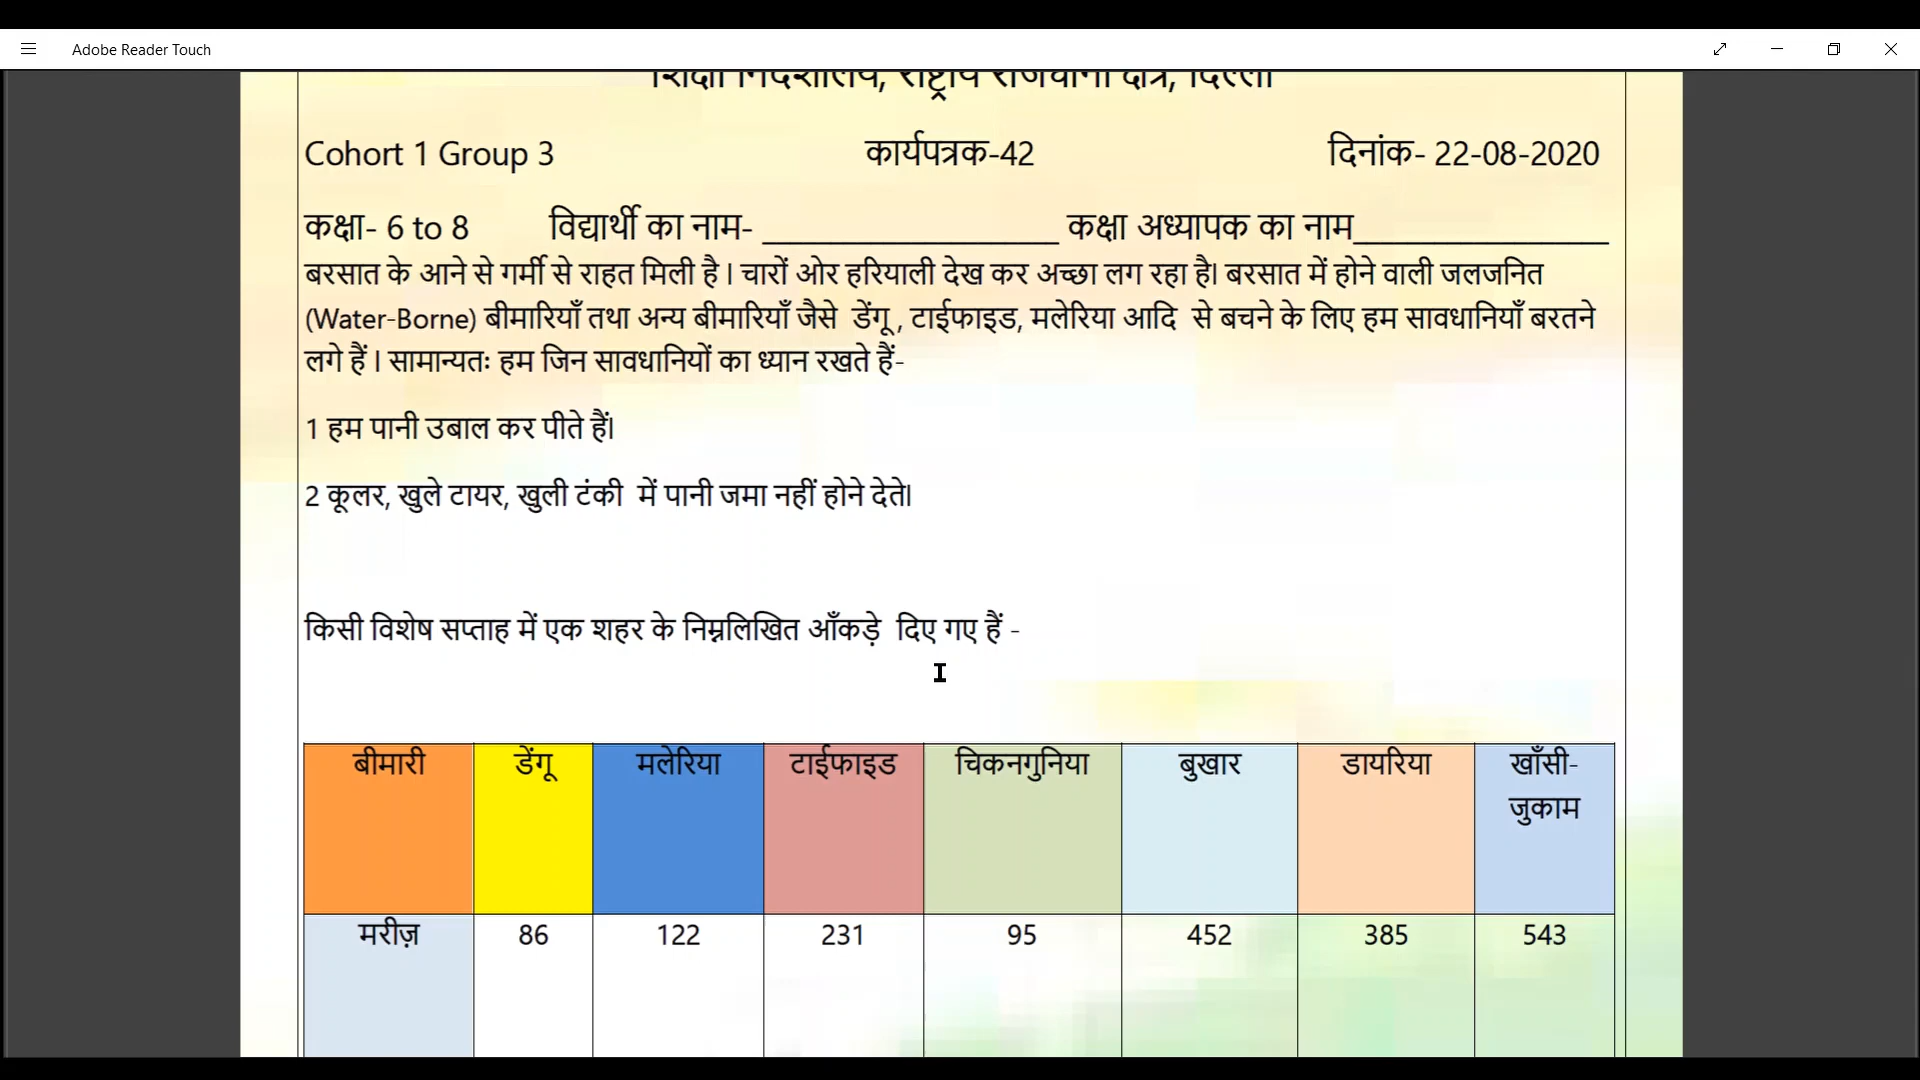 Adobe Reader Touch
शिक्षा निदेशालय, राष्ट्रीय राजधानी क्षेत्र, दिल्ली
Cohort 1 Group 3 कार्यपत्रक-42 दिनांक- 22-08-2020
कक्षा- 6 to 8 विद्यार्थी का नाम- __________________ कक्षा अध्यापक का नाम________________
बरसात के आने से गर्मी से राहत मिली है । चारों ओर हरियाली देख कर अच्छा लग रहा है। बरसात में होने वाली जलजनित
(Water-Borne) बीमारियाँ तथा अन्य बीमारियाँ जैसे डेंगू , टाईफाइड, मलेरिया आदि से बचने के लिए हम सावधानियाँ बरतने
लगे हैं । सामान्यतः हम जिन सावधानियों का ध्यान रखते हैं-
1 हम पानी उबाल कर पीते हैं।
2 कूलर, खुले टायर, खुली टंकी में पानी जमा नहीं होने देते।
किसी विशेष सप्ताह में एक शहर के निम्नलिखित आँकड़े दिए गए हैं -
बीमारी डेंगू मलेरिया टाईफाइड चिकनगुनिया बुखार डायरिया खाँसी-
जुकाम
मरीज़ 86 122 231 95 452 385 543